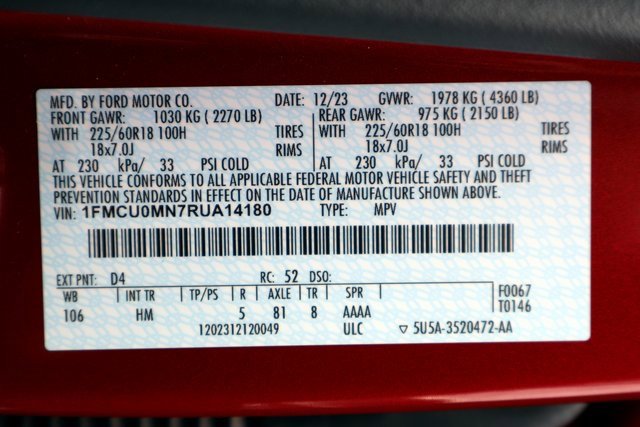 MFD. BY FORD MOTOR CO. DATE: 12/23 GVWR: 1978 KG ( 4360 LB)
FRONT GAWR: 1030 KG ( 2270 LB) REAR GAWR: 975 KG ( 2150 LB)
WITH 225/60R18 100H TIRES WITH 225/60R18 100H TIRES
18x7.0J RIMS 18x7.0J RIMS
AT 230 kPa/ 33 PSI COLD AT 230 kPa/ 33 PSI COLD
THIS VEHICLE CONFORMS TO ALL APPLICABLE FEDERAL MOTOR VEHICLE SAFETY AND THEFT
PREVENTION STANDARDS IN EFFECT ON THE DATE OF MANUFACTURE SHOWN ABOVE.
VIN: 1FMCU0MN7RUA14180 TYPE: MPV
EXT PNT: D4 RC: 52 DSO:
WB INT TR TP/PS R AXLE TR SPR F0067
106 HM 5 81 8 AAAA T0146
1202312120049 ULC ▽ 5U5A-3520472-AA